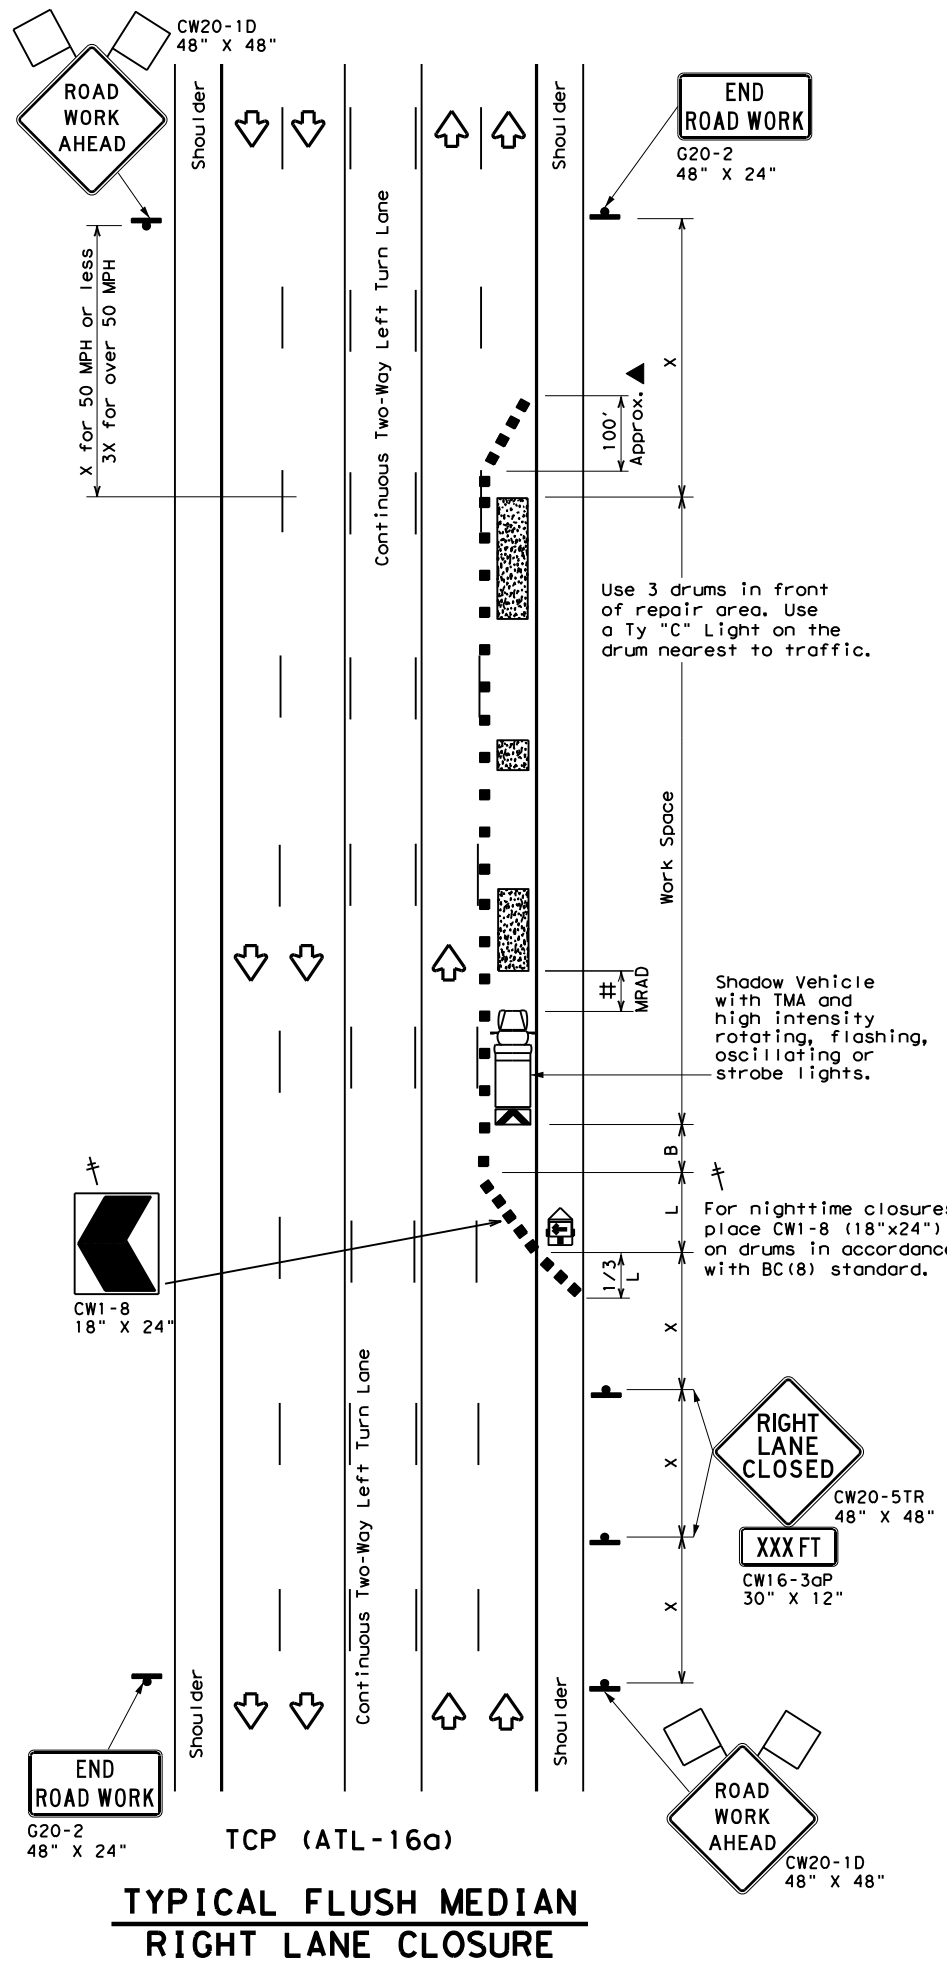 CW20-1D
48" X 48"
ROAD
WORK
AHEAD
Shoulder
Shoulder
END
ROAD WORK
G20-2
48" X 24"
X for 50 MPH or less
3X for over 50 MPH
Continuous Two-Way Left Turn Lane
X
100'
Approx.
Use 3 drums in front
of repair area. Use
a Ty "C" Light on the
drum nearest to traffic.
Work Space
#
MRAD
Shadow Vehicle
with TMA and
high intensity
rotating, flashing,
oscillating or
strobe lights.
B
L
For nighttime closures
place CW1-8 (18"x24")
on drums in accordance
with BC(8) standard.
1/3
L
CW1-8
18" X 24"
X
Continuous Two-Way Left Turn Lane
RIGHT
LANE
CLOSED
X
CW20-5TR
48" X 48"
XXX FT
CW16-3aP
30" X 12"
X
Shoulder
Shoulder
END
ROAD WORK
G20-2
48" X 24"
ROAD
WORK
AHEAD
CW20-1D
48" X 48"
TCP (ATL-16a)
TYPICAL FLUSH MEDIAN
RIGHT LANE CLOSURE